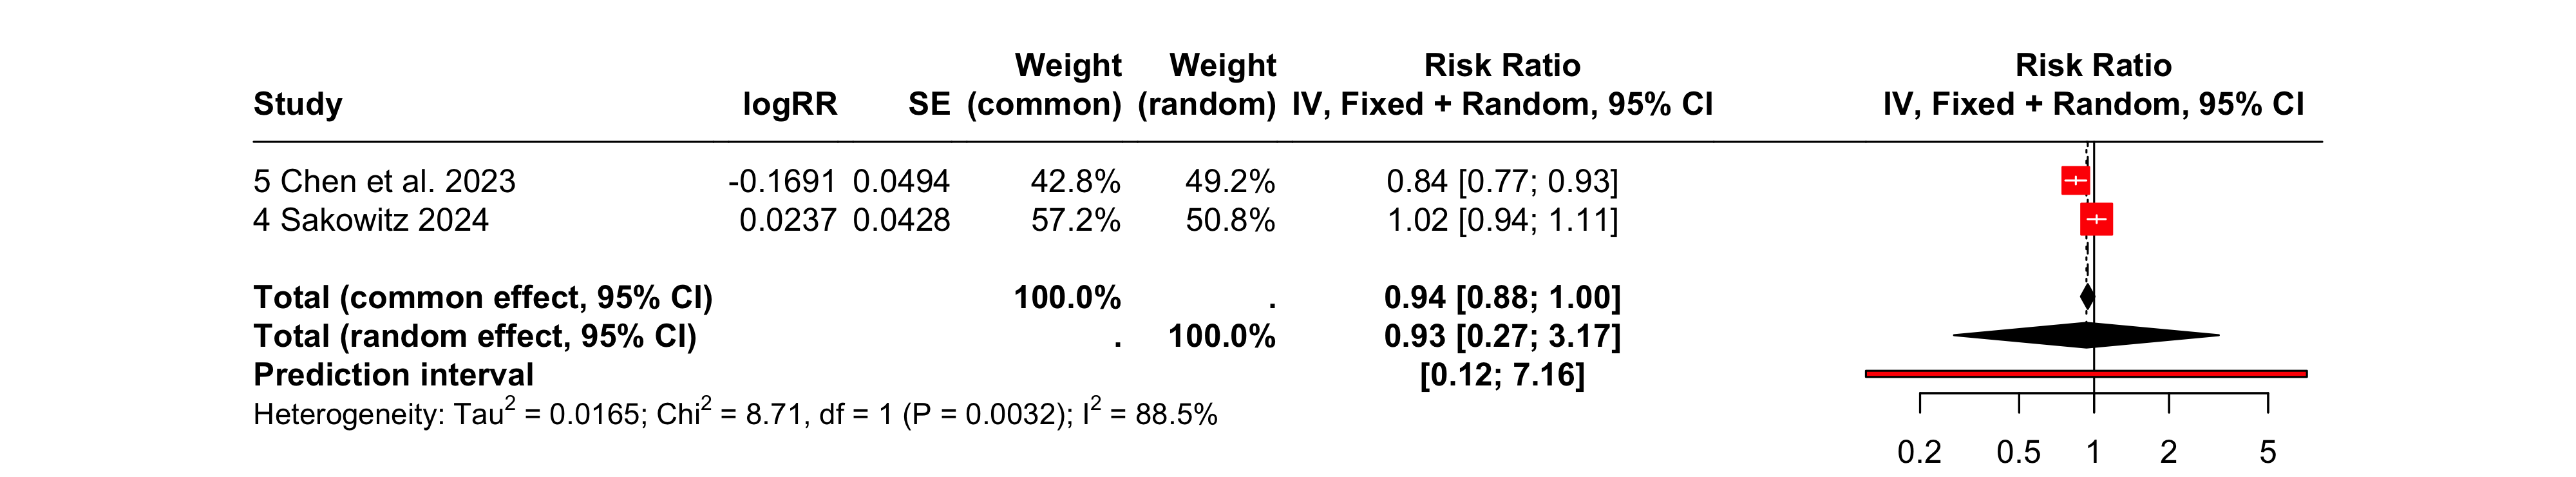 Weight Weight Risk Ratio Risk Ratio
Study logRR SE (common) (random) IV, Fixed + Random, 95% CI IV, Fixed + Random, 95% CI
5 Chen et al. 2023 -0.1691 0.0494 42.8% 49.2% 0.84 [0.77; 0.93]
4 Sakowitz 2024 0.0237 0.0428 57.2% 50.8% 1.02 [0.94; 1.11]
Total (common effect, 95% CI) 100.0% . 0.94 [0.88; 1.00]
Total (random effect, 95% CI) . 100.0% 0.93 [0.27; 3.17]
Prediction interval [0.12; 7.16]
Heterogeneity: Tau² = 0.0165; Chi² = 8.71, df = 1 (P = 0.0032); I² = 88.5%
0.2 0.5 1 2 5